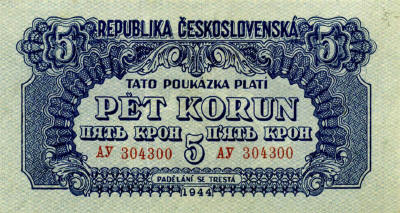 5 REPUBLIKA ČESKOSLOVENSKÁ 5
TATO POUKÁZKA PLATÍ
PĚT KORUN
ПЯТЬ КРОН 5 П'ЯТЬ КРОН
АУ 304300 АУ 304300
PADĚLÁNÍ SE TRESTÁ
1944